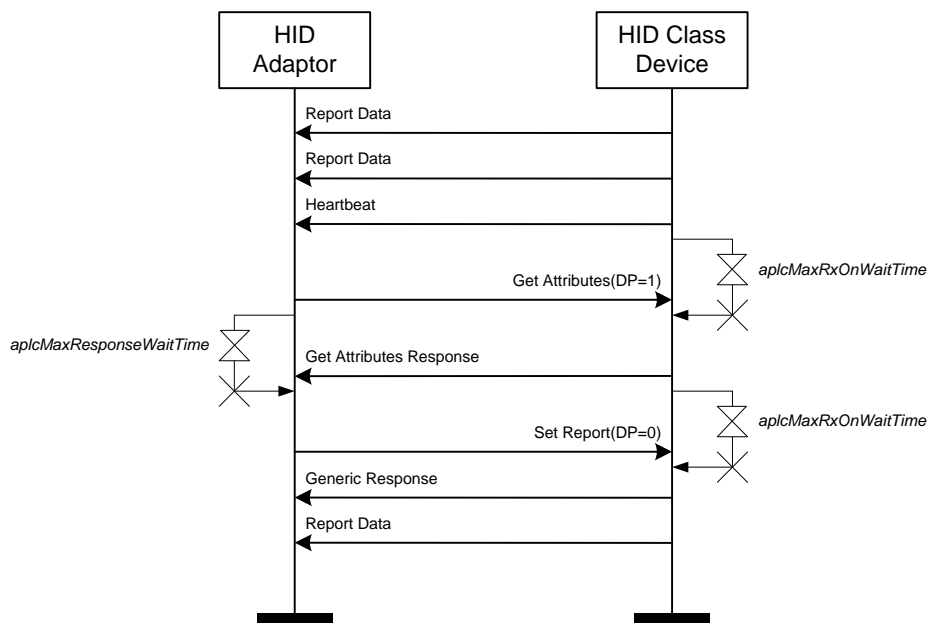 HID
Adaptor
HID Class
Device
Report Data
Report Data
Heartbeat
aplcMaxRxOnWaitTime
Get Attributes(DP=1)
aplcMaxResponseWaitTime
Get Attributes Response
aplcMaxRxOnWaitTime
Set Report(DP=0)
Generic Response
Report Data